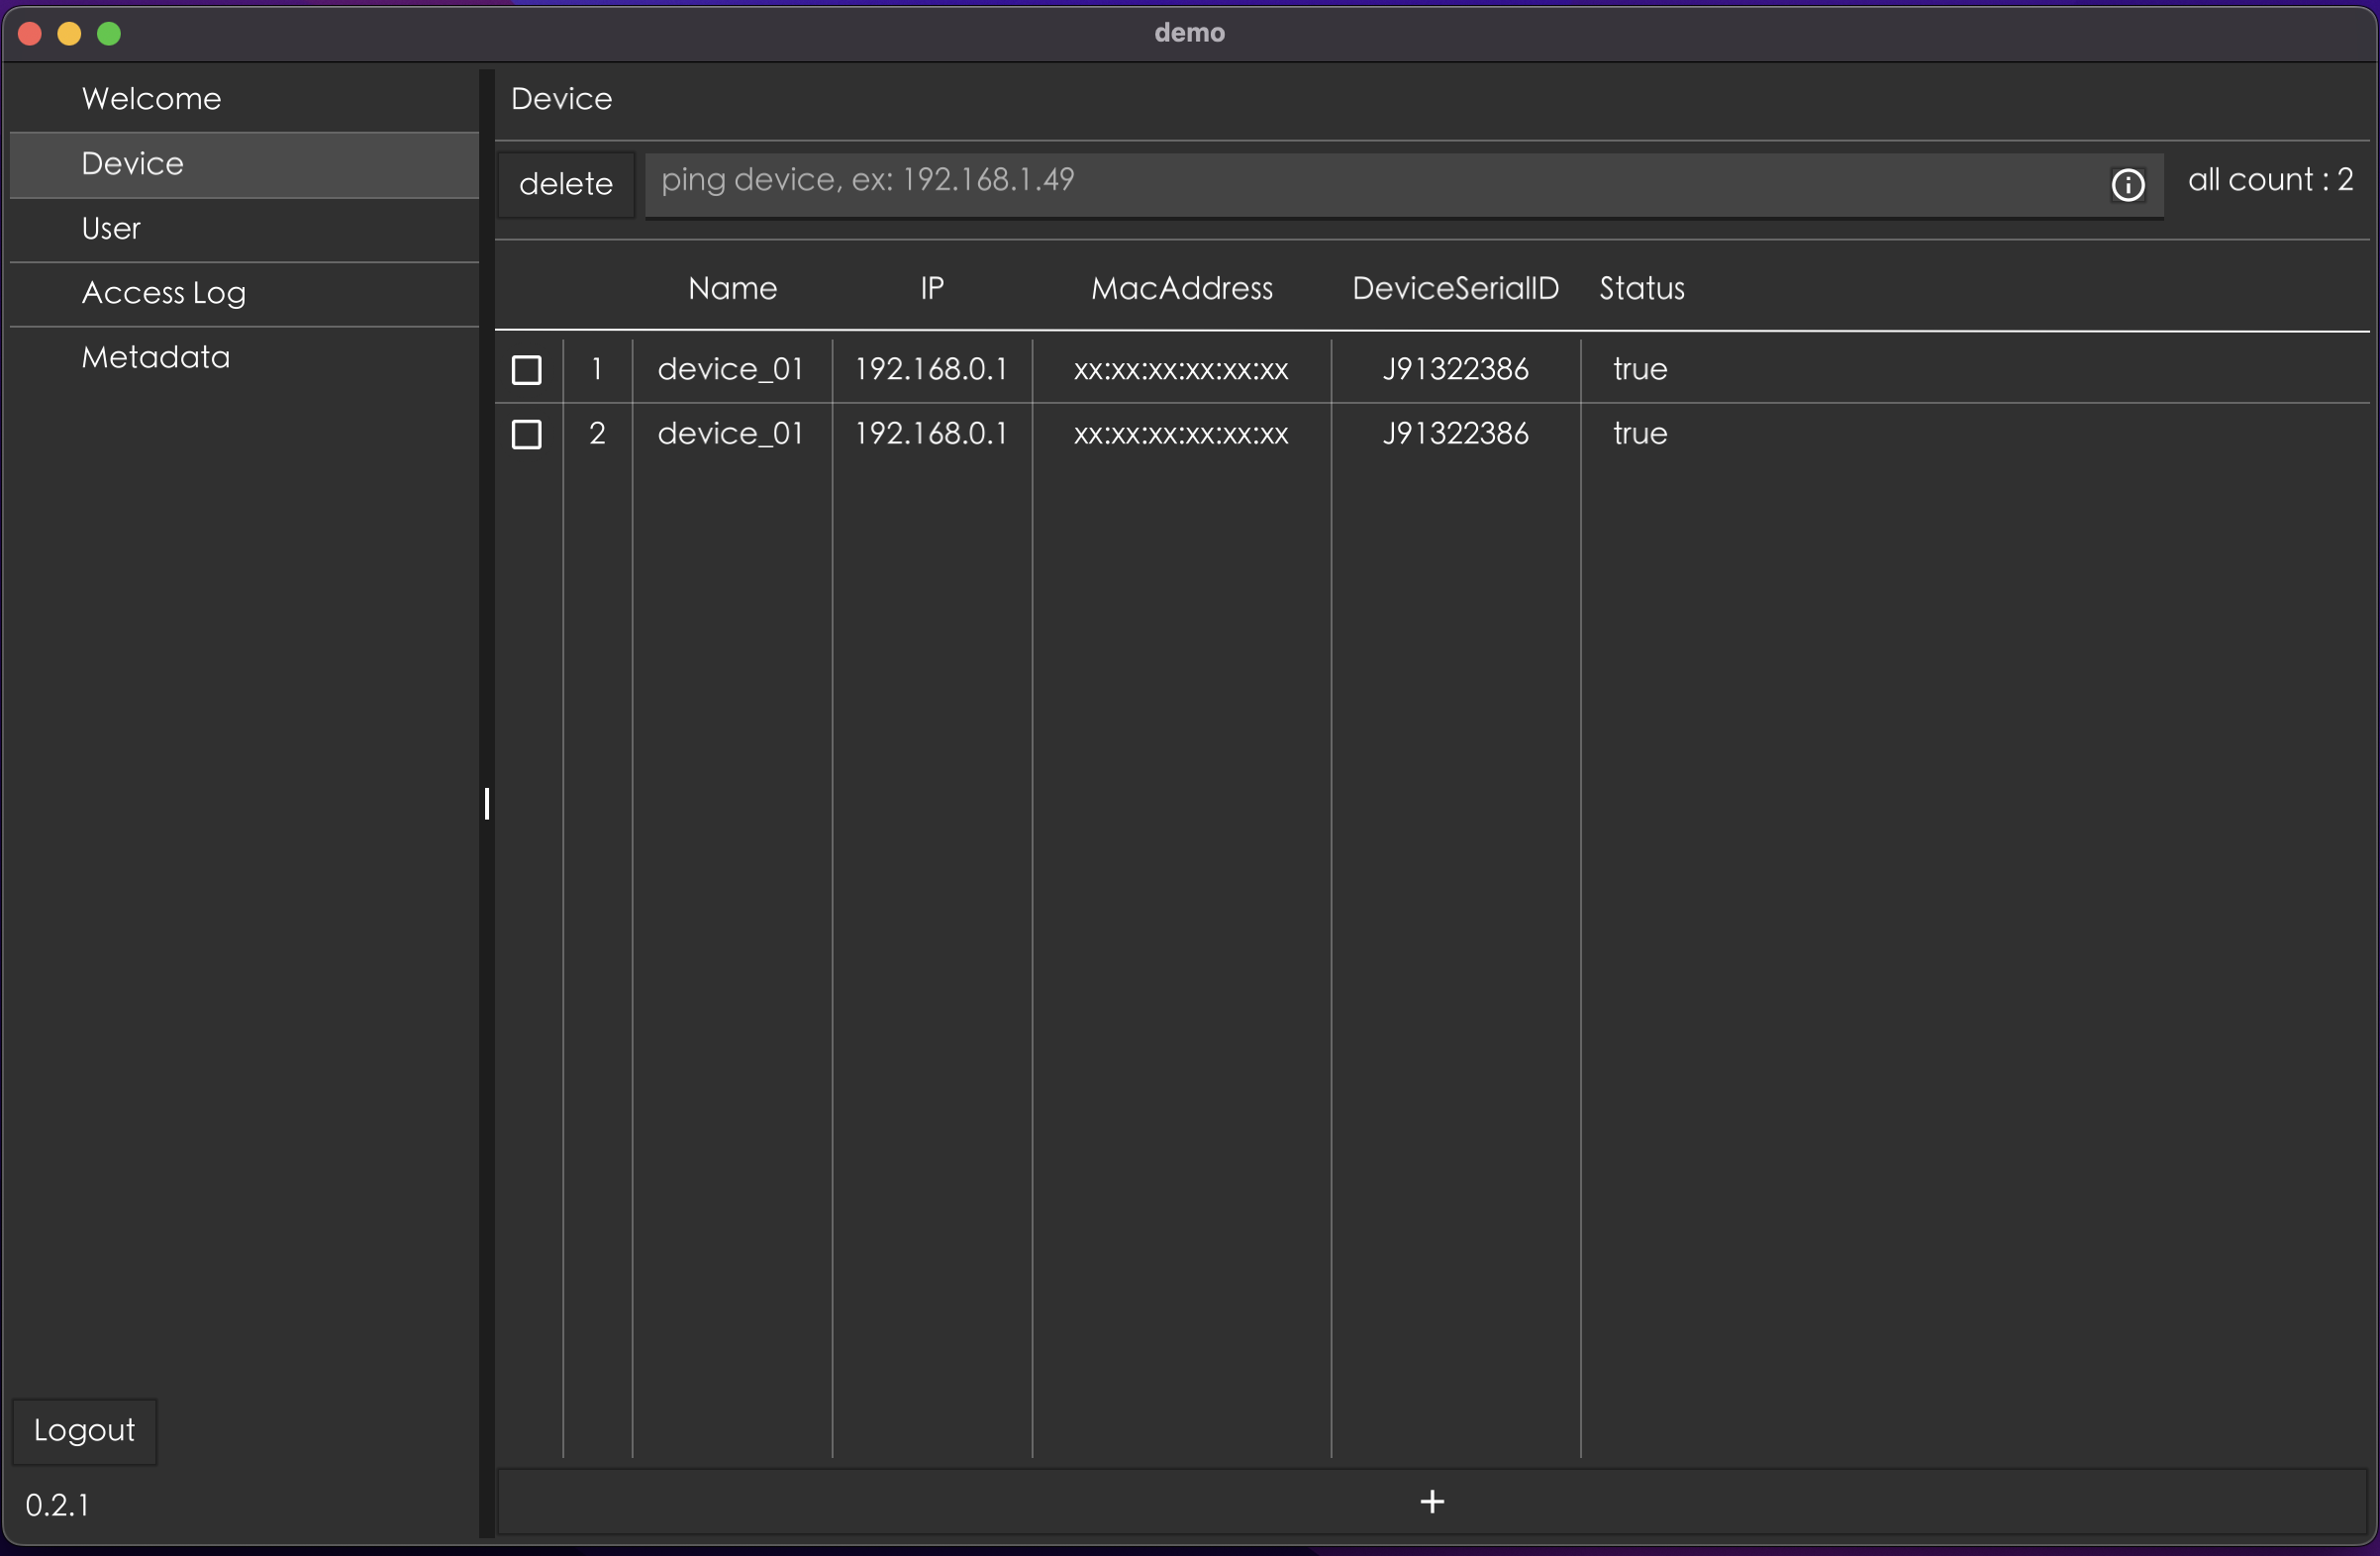 demo
Welcome
Device
User
Access Log
Metadata
Logout
0.2.1
Device
delete ping device, ex: 192.168.1.49 all count : 2
Name IP MacAddress DeviceSerialID Status
1 device_01 192.168.0.1 xx:xx:xx:xx:xx:xx J91322386 true
2 device_01 192.168.0.1 xx:xx:xx:xx:xx:xx J91322386 true
+